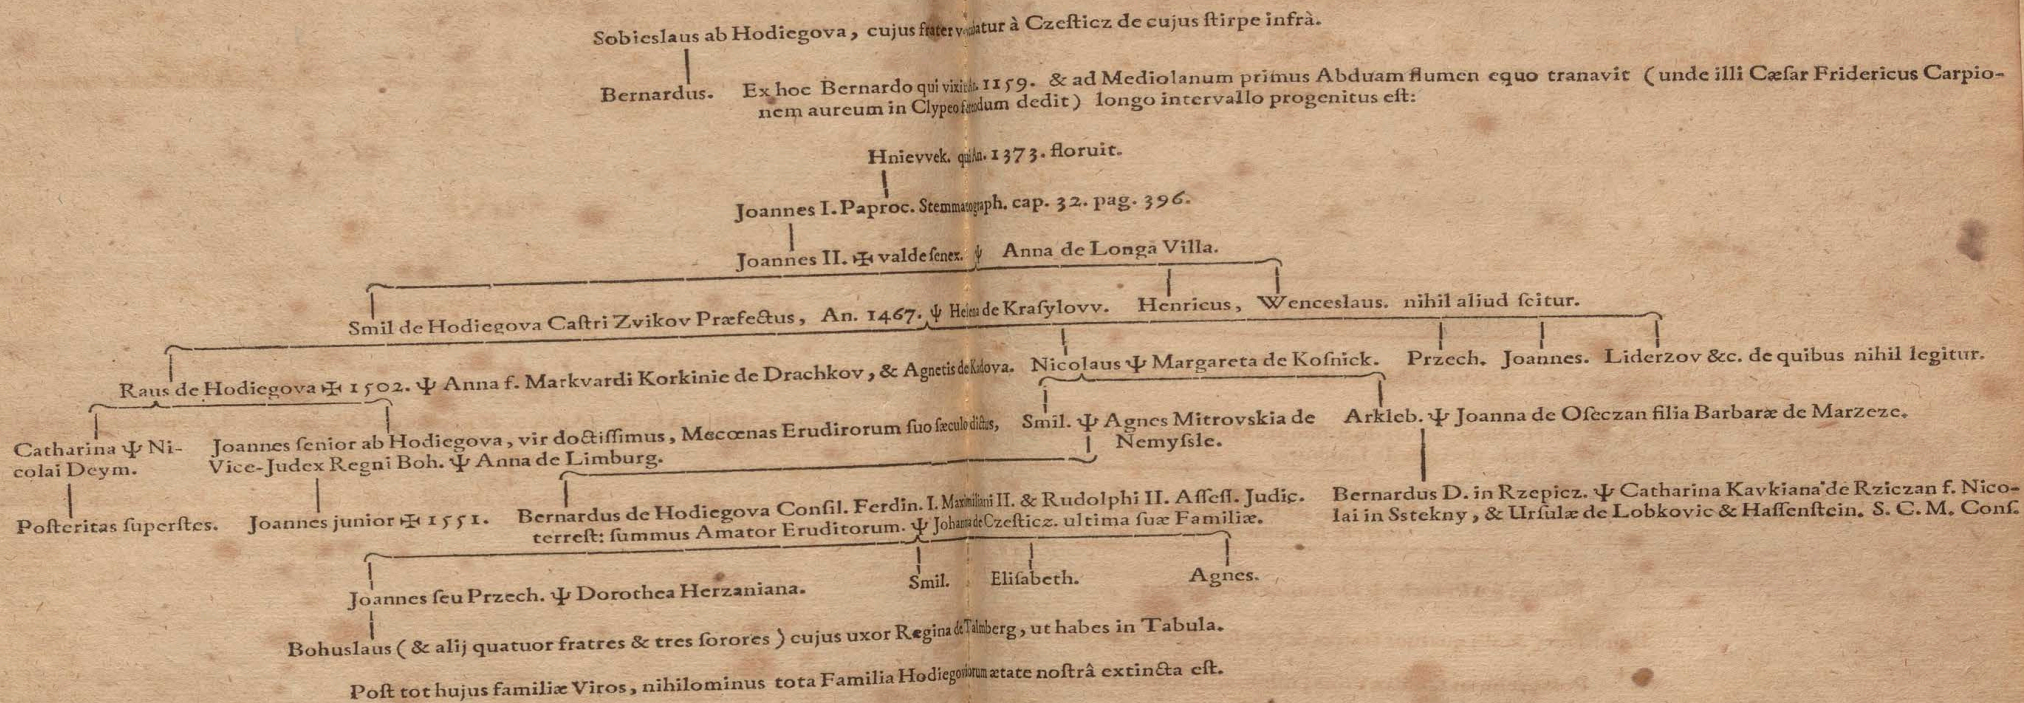 Sobieslaus ab Hodiegova, cujus frater vocatur à Czesticz de cujus stirpe infrà.
Bernardus. Ex hoc Bernardo qui vixit An. 1159. & ad Mediolanum primus Abduam flumen equo tranavit (unde illi Cæsar Fridericus Carpio-
nem aureum in Clypeo dedit) longo intervallo progenitus est:
Hnievvek. qui An. 1373. floruit.
Joannes I. Paproc. Stemmatograph. cap. 32. pag. 396.
Joannes II. ✠ valde senex. Ψ Anna de Longa Villa.
Smil de Hodiegova Castri Zvikov Præfectus, An. 1467. Ψ Helena de Krasylovv. Henricus, Wenceslaus. nihil aliud scitur.
Raus de Hodiegova ✠ 1502. Ψ Anna f. Markvardi Korkinie de Drachkov, & Agnetis de Kadova. Nicolaus Ψ Margareta de Kosnick. Przech. Joannes. Liderzov &c. de quibus nihil legitur.
Catharina Ψ Ni-
colai Deym.
Joannes senior ab Hodiegova, vir doctissimus, Mecœnas Erudirorum suo sæculo dictus,
Vice-Judex Regni Boh. Ψ Anna de Limburg.
Smil. Ψ Agnes Mitrovskia de
Nemyssle.
Arkleb. Ψ Joanna de Oseczan filia Barbaræ de Marzeze.
Posteritas superstes. Joannes junior ✠ 1551.
Bernardus de Hodiegova Consil. Ferdin. I. Maximiliani II. & Rudolphi II. Assess. Judic.
terrest: summus Amator Eruditorum. Ψ Johanna de Czesticz. ultima suæ Familiæ.
Bernardus D. in Rzepicz. Ψ Catharina Kavkiana de Rziczan f. Nico-
lai in Sstekny, & Ursulæ de Lobkovic & Hassenstein. S. C. M. Cons.
Joannes seu Przech. Ψ Dorothea Herzaniana. Smil. Elisabeth. Agnes.
Bohuslaus (& alij quatuor fratres & tres sorores) cujus uxor Regina de Talmberg, ut habes in Tabula.
Post tot hujus familiæ Viros, nihilominus tota Familia Hodiegoviorum ætate nostrâ extincta est.